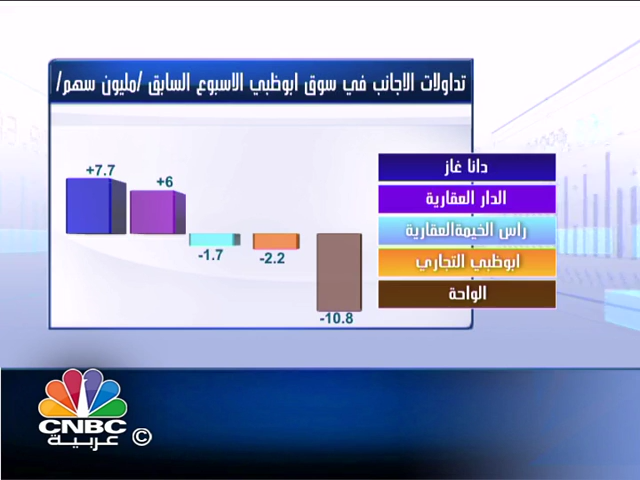 تداولات الاجانب في سوق ابوظبي الاسبوع السابق /مليون سهم/
+7.7
+6
-1.7
-2.2
-10.8
دانا غاز
الدار العقارية
رأس الخيمةالعقارية
ابوظبي التجاري
الواحة
CNBC
عربية ©